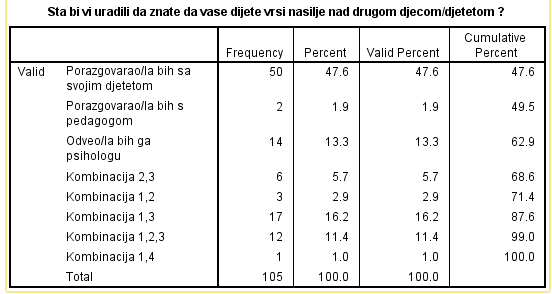 Sta bi vi uradili da znate da vase dijete vrsi nasilje nad drugom djecom/djetetom ?
Frequency Percent Valid Percent Cumulative Percent
Valid Porazgovarao/la bih sa svojim djetetom 50 47.6 47.6 47.6
Porazgovarao/la bih s pedagogom 2 1.9 1.9 49.5
Odveo/la bih ga psihologu 14 13.3 13.3 62.9
Kombinacija 2,3 6 5.7 5.7 68.6
Kombinacija 1,2 3 2.9 2.9 71.4
Kombinacija 1,3 17 16.2 16.2 87.6
Kombinacija 1,2,3 12 11.4 11.4 99.0
Kombinacija 1,4 1 1.0 1.0 100.0
Total 105 100.0 100.0